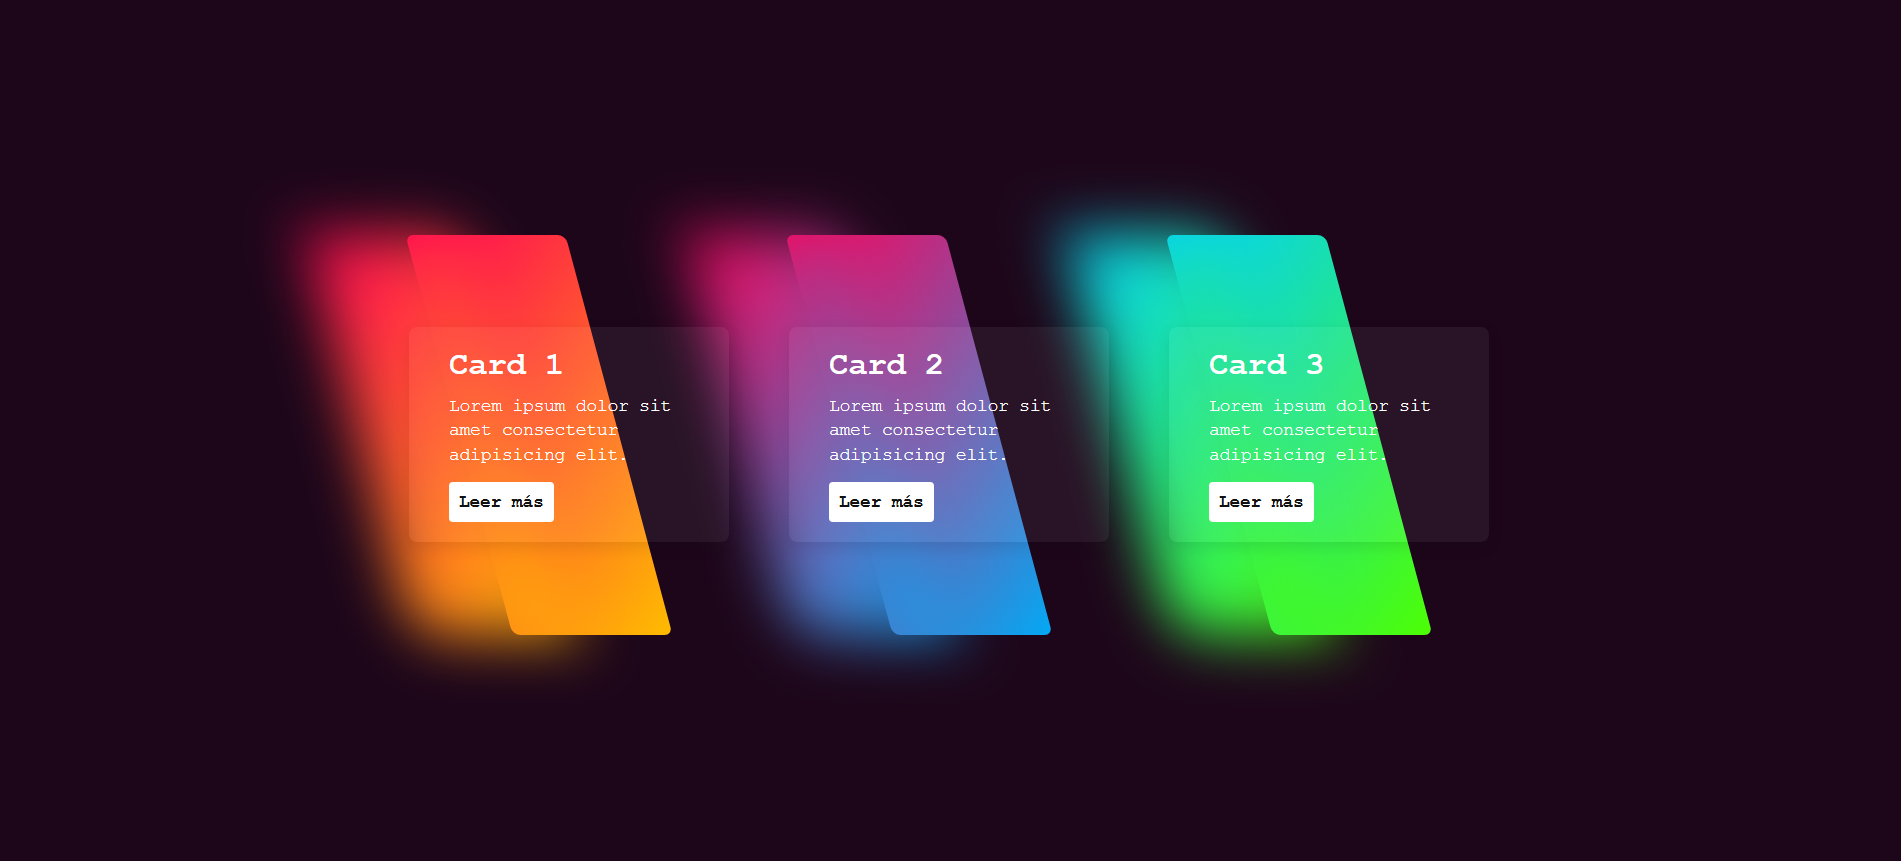 Card 1
Lorem ipsum dolor sit
amet consectetur
adipisicing elit.
Leer más
Card 2
Lorem ipsum dolor sit
amet consectetur
adipisicing elit.
Leer más
Card 3
Lorem ipsum dolor sit
amet consectetur
adipisicing elit.
Leer más